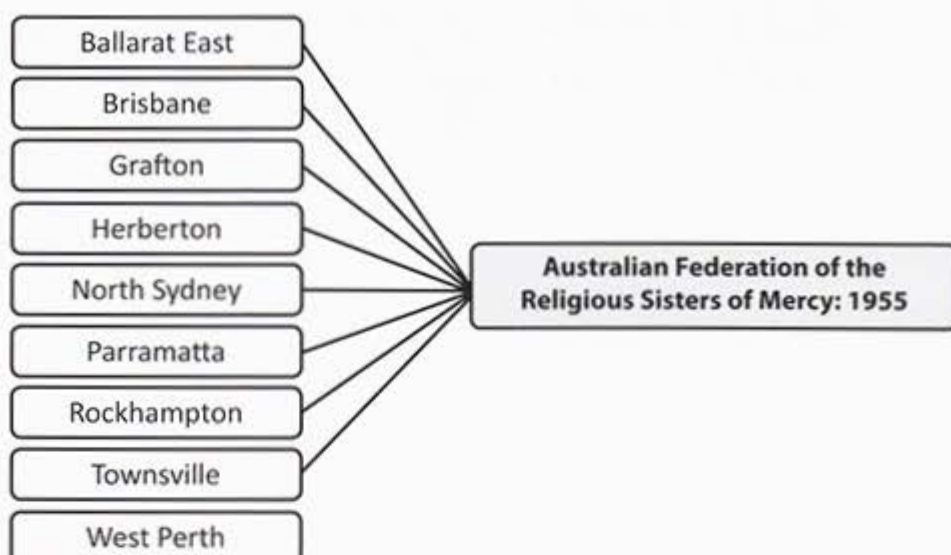 Ballarat East
Brisbane
Grafton
Herberton
North Sydney
Parramatta
Rockhampton
Townsville
West Perth
Australian Federation of the
Religious Sisters of Mercy: 1955